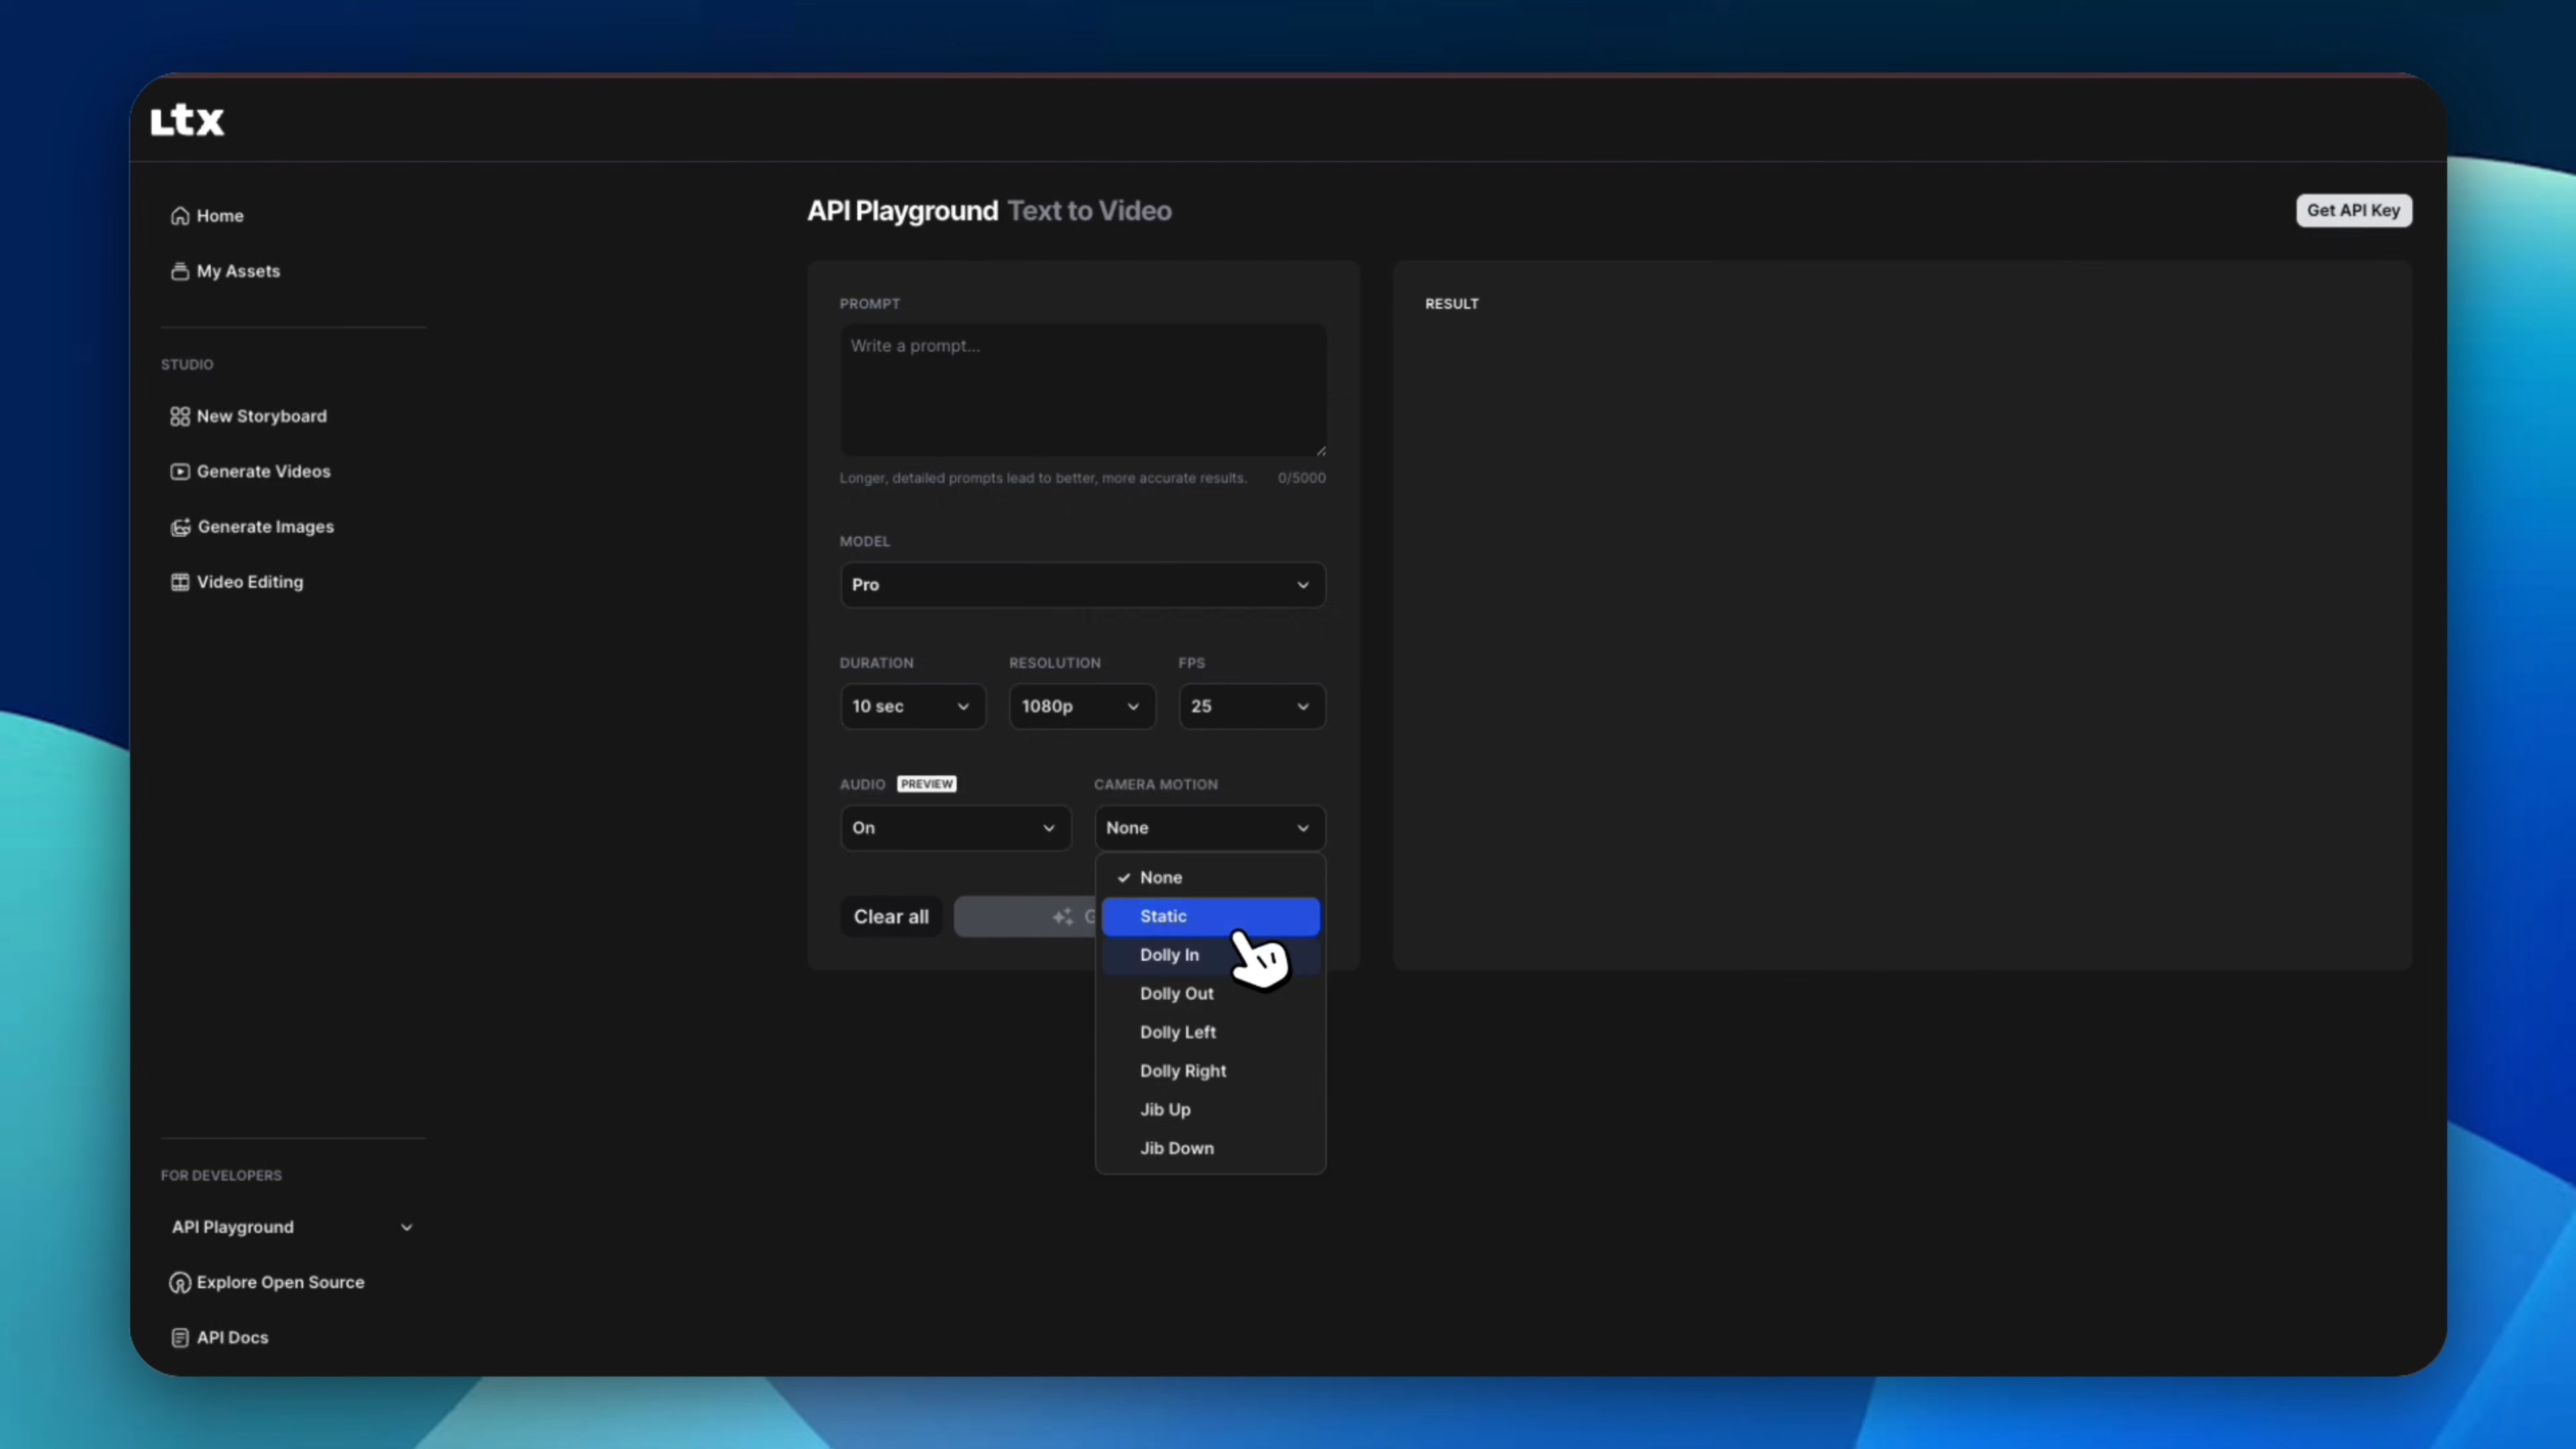 Ltx
Home
My Assets
STUDIO
New Storyboard
Generate Videos
Generate Images
Video Editing
FOR DEVELOPERS
API Playground
Explore Open Source
API Docs
API Playground Text to Video
Get API Key
PROMPT
Write a prompt...
Longer, detailed prompts lead to better, more accurate results. 0/5000
MODEL
Pro
DURATION RESOLUTION FPS
10 sec 1080p 25
AUDIO PREVIEW CAMERA MOTION
On None
Clear all
None
Static
Dolly In
Dolly Out
Dolly Left
Dolly Right
Jib Up
Jib Down
RESULT